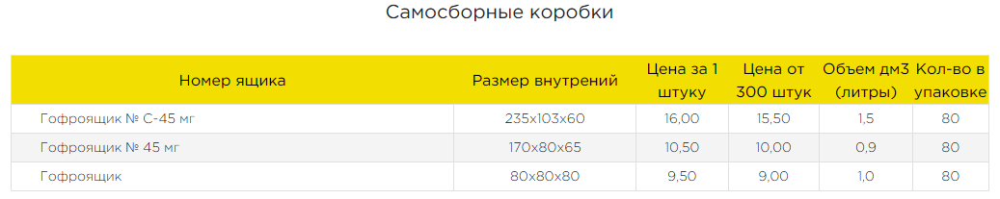 Самосборные коробки
Номер ящика Размер внутрений Цена за 1 штуку Цена от 300 штук Объем дм3 (литры) Кол-во в упаковке
Гофроящик № С-45 мг 235х103х60 16,00 15,50 1,5 80
Гофроящик № 45 мг 170х80х65 10,50 10,00 0,9 80
Гофроящик 80х80х80 9,50 9,00 1,0 80